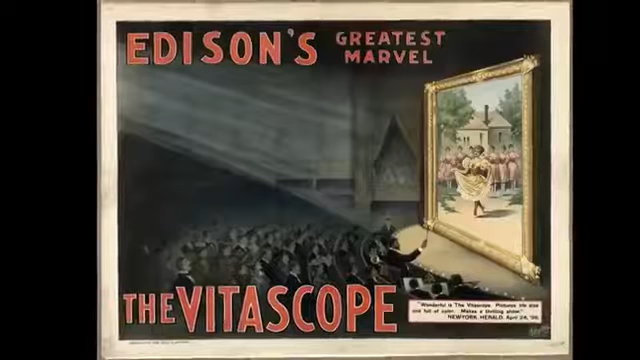 EDISON'S
GREATEST
MARVEL
THE VITASCOPE
"Wonderful is The Vitascope. Pictures life size
and full of color. Makes a thrilling show."
NEW YORK HERALD, April 24, '96.